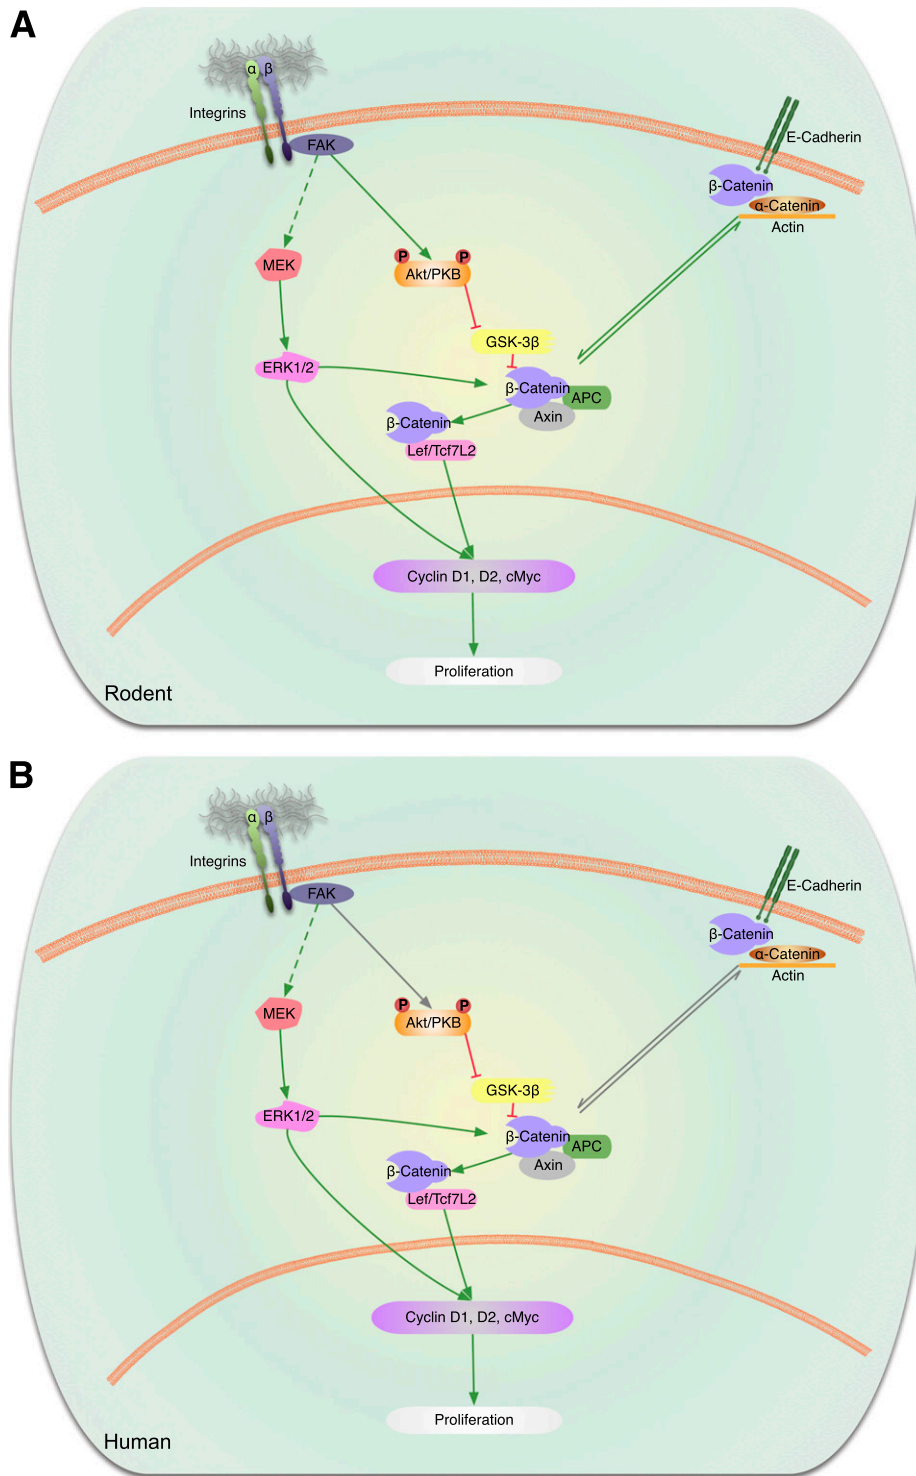 A
α β
Integrins
FAK
E-Cadherin
β-Catenin
α-Catenin
Actin
MEK
P P
Akt/PKB
GSK-3β
ERK1/2
β-Catenin
APC
Axin
β-Catenin
Lef/Tcf7L2
Cyclin D1, D2, cMyc
Proliferation
Rodent
B
α β
Integrins
FAK
E-Cadherin
β-Catenin
α-Catenin
Actin
MEK
P P
Akt/PKB
GSK-3β
ERK1/2
β-Catenin
APC
Axin
β-Catenin
Lef/Tcf7L2
Cyclin D1, D2, cMyc
Proliferation
Human